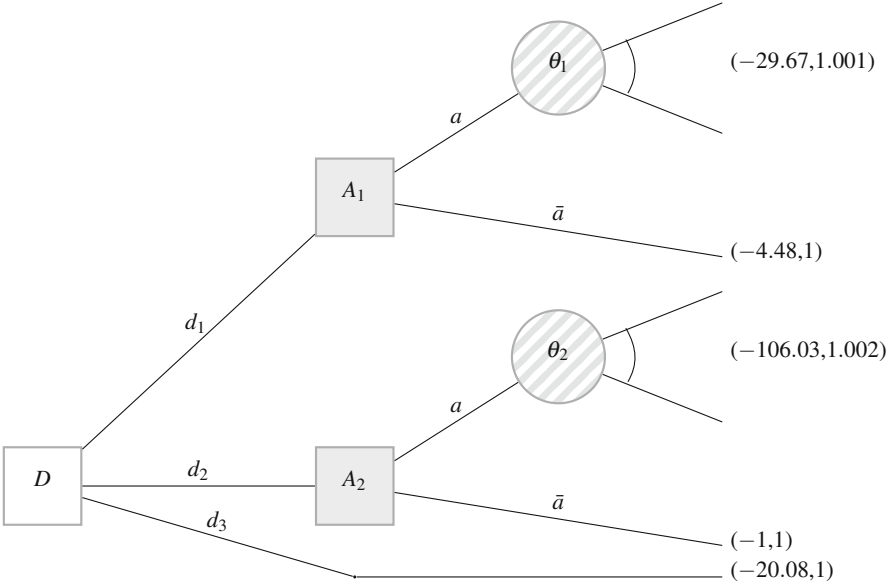 θ₁
(−29.67,1.001)
a
A₁
ā
(−4.48,1)
d₁
θ₂
(−106.03,1.002)
a
D
d₂
A₂
ā
d₃
(−1,1)
(−20.08,1)